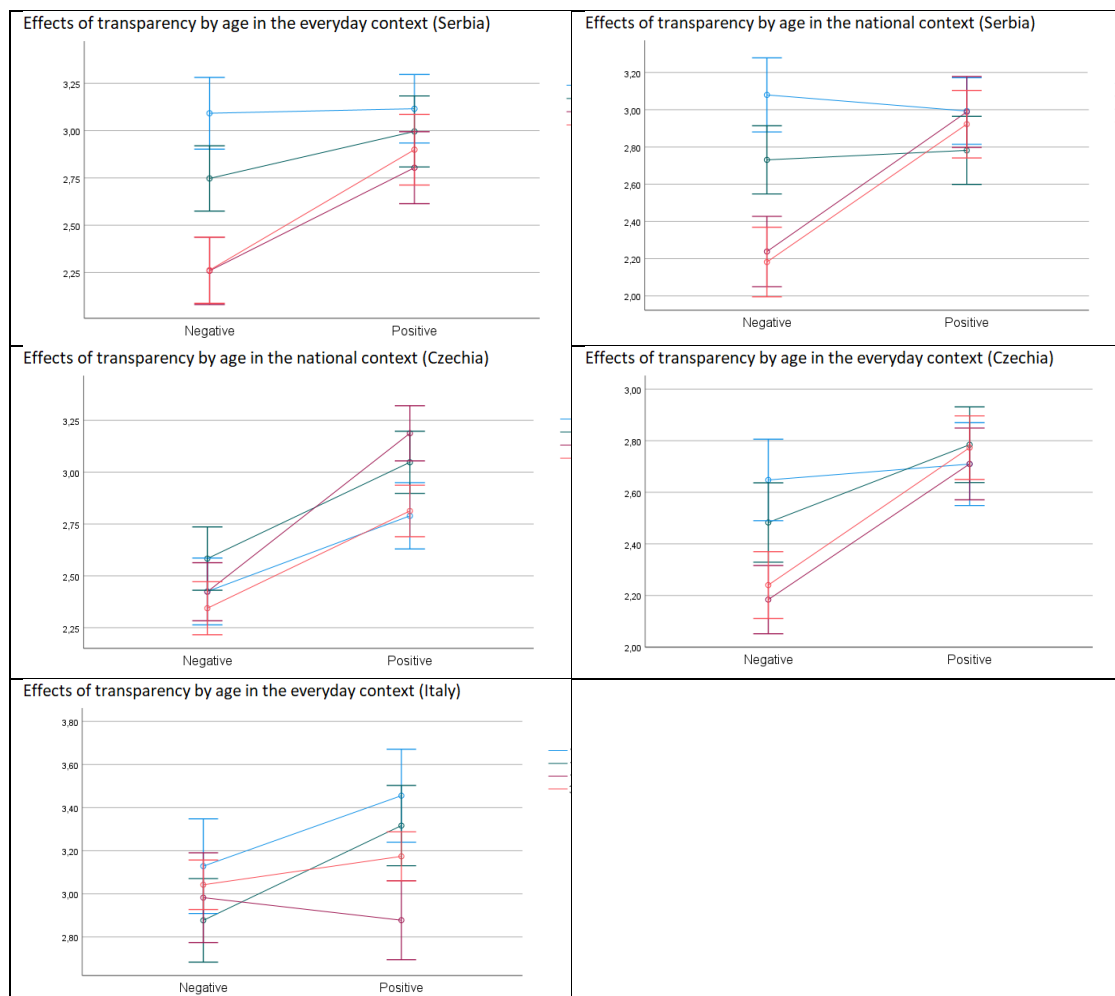 Effects of transparency by age in the everyday context (Serbia)
3,25
3,00
2,75
2,50
2,25
Negative
Positive
Effects of transparency by age in the national context (Serbia)
3,20
3,00
2,80
2,60
2,40
2,20
2,00
Negative
Positive
Effects of transparency by age in the national context (Czechia)
3,25
3,00
2,75
2,50
2,25
Negative
Positive
Effects of transparency by age in the everyday context (Czechia)
3,00
2,80
2,60
2,40
2,20
2,00
Negative
Positive
Effects of transparency by age in the everyday context (Italy)
3,80
3,60
3,40
3,20
3,00
2,80
Negative
Positive